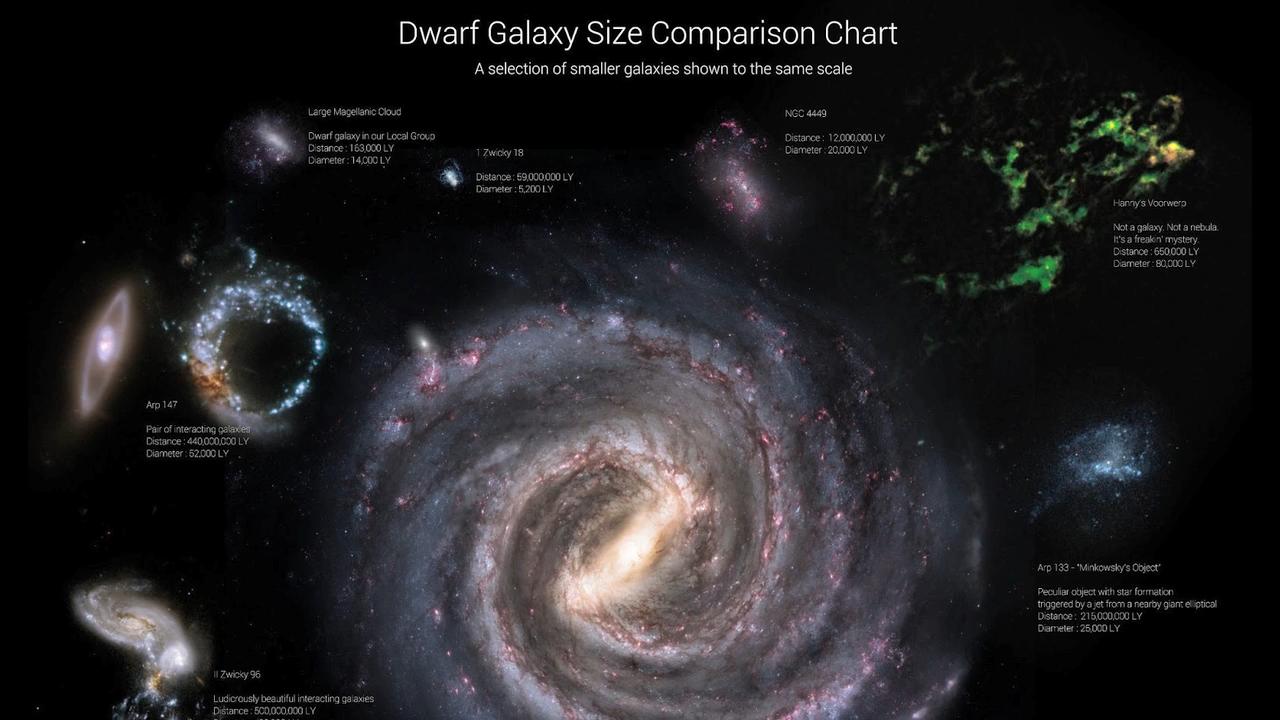 Dwarf Galaxy Size Comparison Chart
A selection of smaller galaxies shown to the same scale
Large Magellanic Cloud
Dwarf galaxy in our Local Group
Distance : 163,000 LY
Diameter : 14,000 LY
1 Zwicky 18
Distance : 59,000,000 LY
Diameter : 5,200 LY
NGC 4449
Distance : 12,000,000 LY
Diameter : 20,000 LY
Hanny's Voorwerp
Not a galaxy. Not a nebula.
It's a freakin' mystery.
Distance : 650,000 LY
Diameter : 80,000 LY
Arp 147
Pair of interacting galaxies
Distance : 440,000,000 LY
Diameter : 52,000 LY
Arp 133 - "Minkowsky's Object"
Peculiar object with star formation
triggered by a jet from a nearby giant elliptical
Distance : 215,000,000 LY
Diameter : 25,000 LY
II Zwicky 96
Ludicrously beautiful interacting galaxies
Distance : 500,000,000 LY